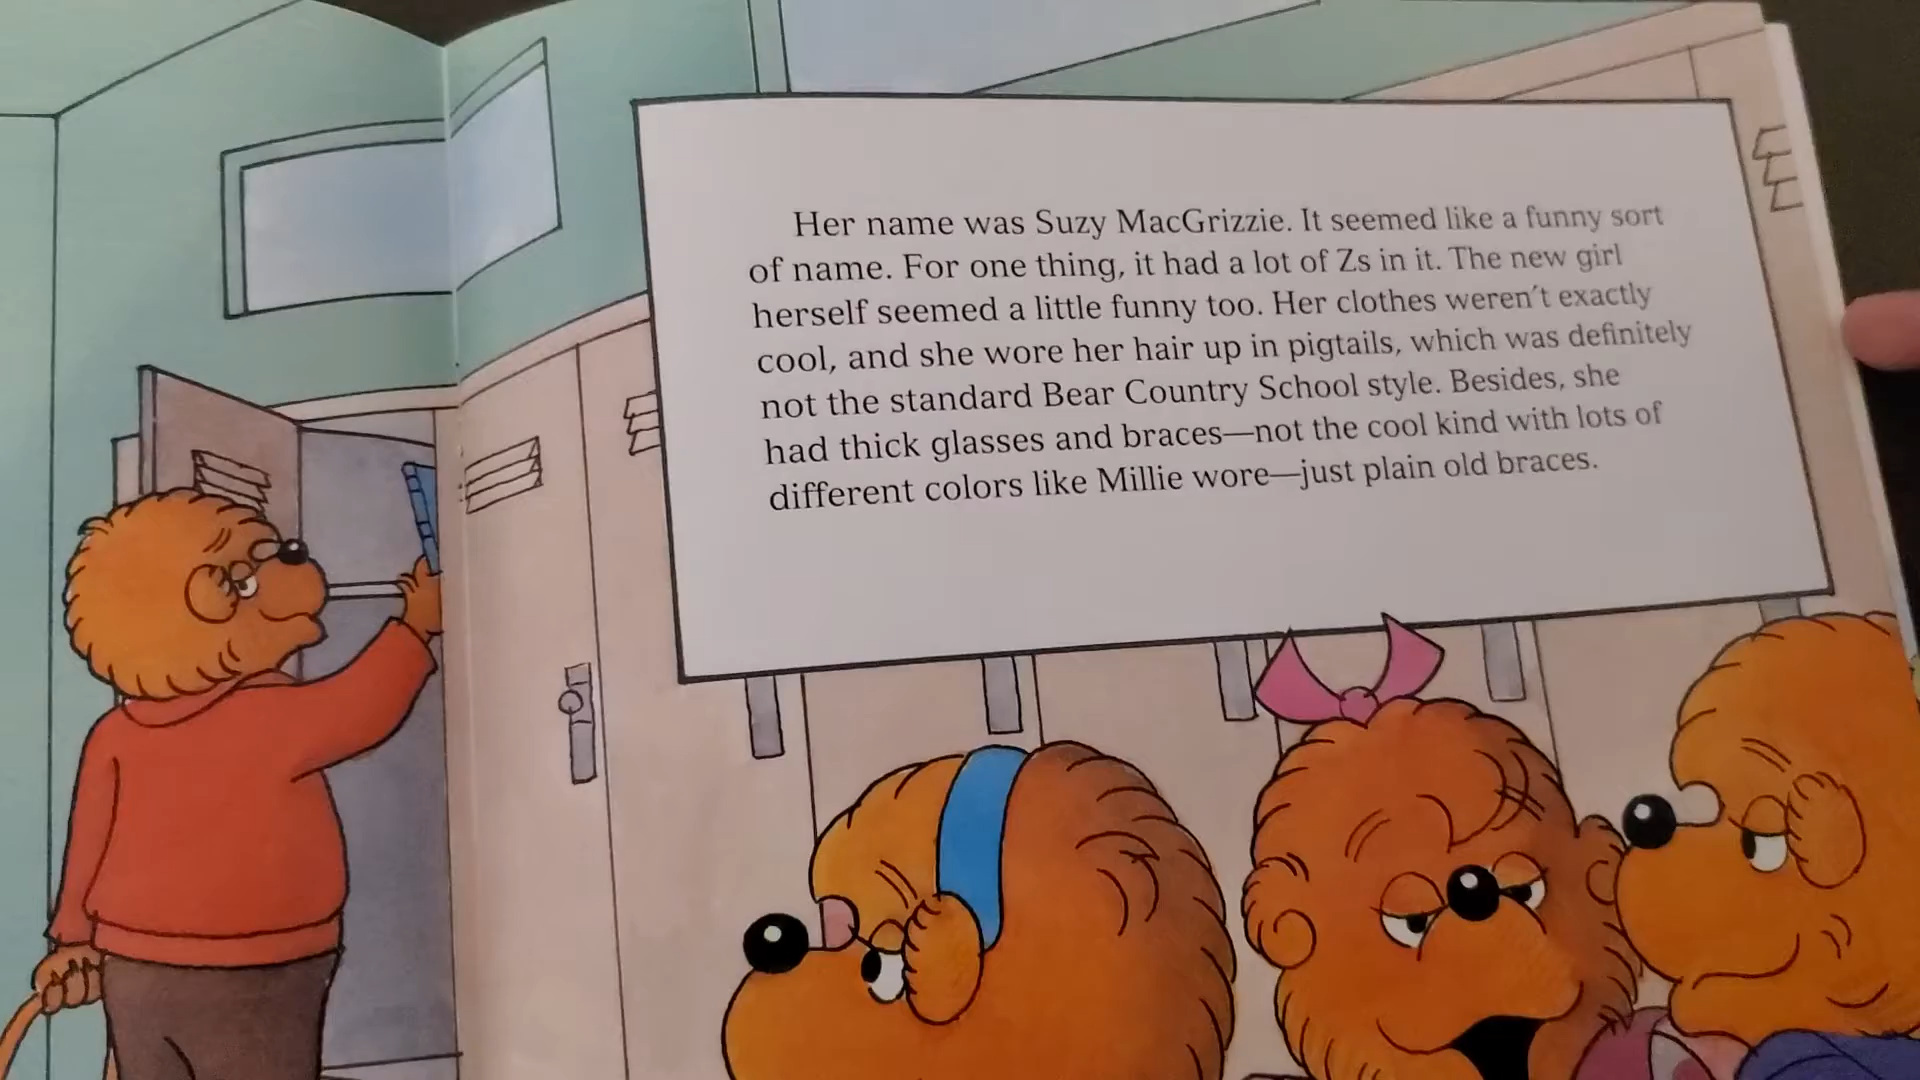 Her name was Suzy MacGrizzie. It seemed like a funny sort
of name. For one thing, it had a lot of Zs in it. The new girl
herself seemed a little funny too. Her clothes weren't exactly
cool, and she wore her hair up in pigtails, which was definitely
not the standard Bear Country School style. Besides, she
had thick glasses and braces—not the cool kind with lots of
different colors like Millie wore—just plain old braces.